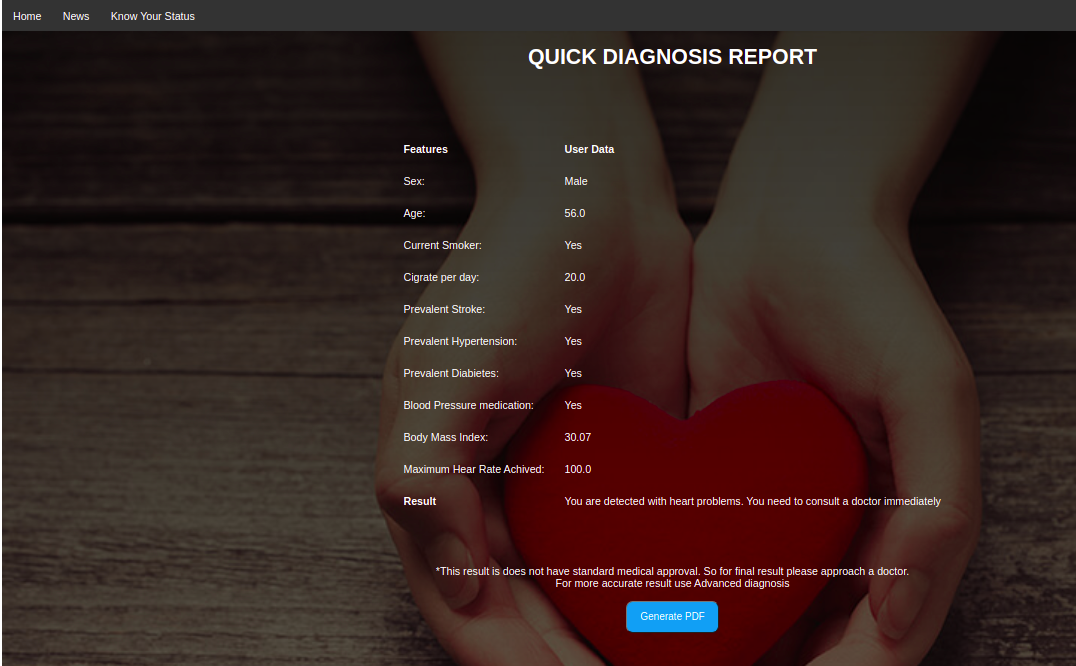 Home News Know Your Status
QUICK DIAGNOSIS REPORT
Features User Data
Sex: Male
Age: 56.0
Current Smoker: Yes
Cigrate per day: 20.0
Prevalent Stroke: Yes
Prevalent Hypertension: Yes
Prevalent Diabietes: Yes
Blood Pressure medication: Yes
Body Mass Index: 30.07
Maximum Hear Rate Achived: 100.0
Result You are detected with heart problems. You need to consult a doctor immediately
*This result is does not have standard medical approval. So for final result please approach a doctor.
For more accurate result use Advanced diagnosis
Generate PDF